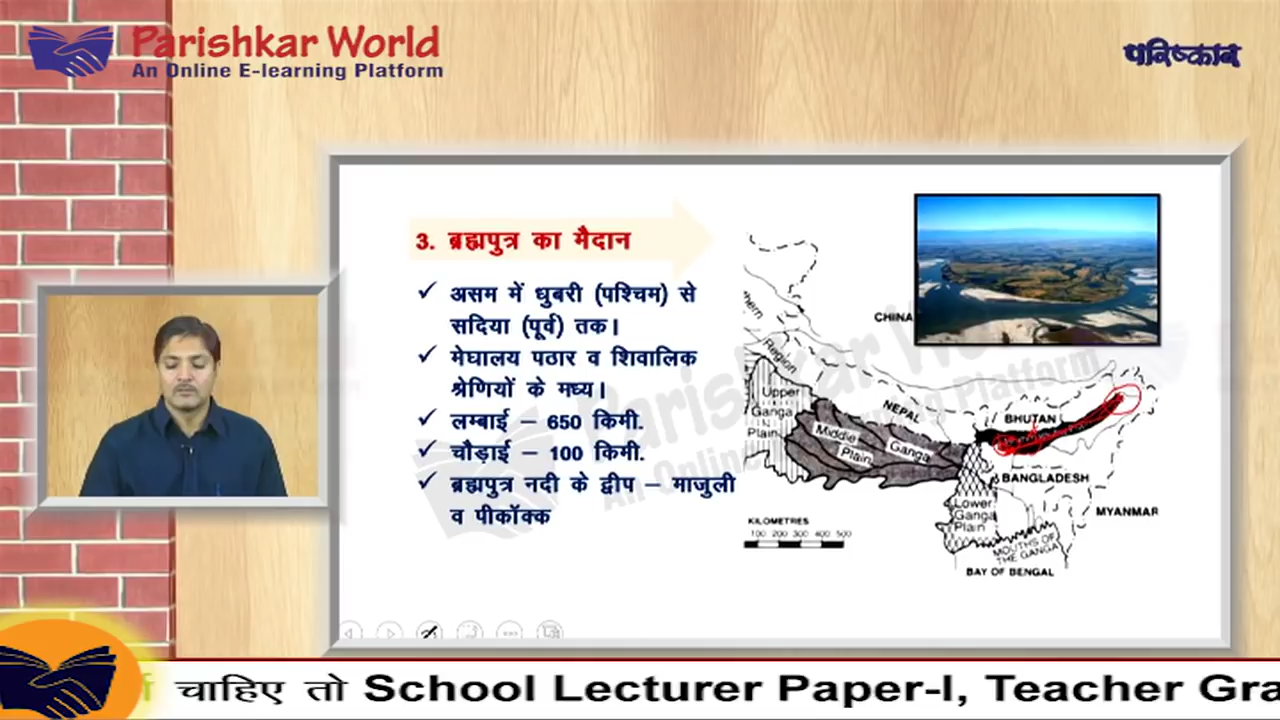 Parishkar World
An Online E-learning Platform
परिष्कार
3. ब्रह्मपुत्र का मैदान
✓ असम में धुबरी (पश्चिम) से
सदिया (पूर्व) तक।
✓ मेघालय पठार व शिवालिक
श्रेणियों के मध्य।
✓ लम्बाई – 650 किमी.
✓ चौड़ाई – 100 किमी.
✓ ब्रह्मपुत्र नदी के द्वीप – माजुली
व पीकॉक्क
CHINA
Region
Upper
Ganga
Plain
NEPAL
Middle
Ganga
Plain
BHUTAN
BANGLADESH
MYANMAR
Lower
Ganga
Plain
MOUTHS OF
THE GANGA
BAY OF BENGAL
KILOMETRES
100 200 300 400 500
चाहिए तो School Lecturer Paper-I, Teacher Gra